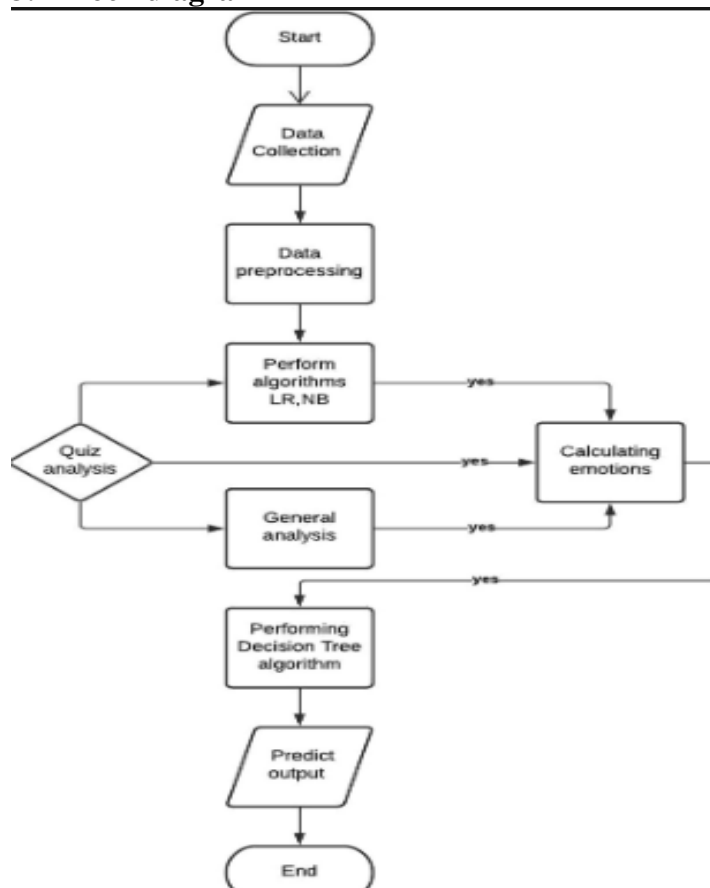 Start
Data
Collection
Data
preprocessing
Perform
algorithms
LR,NB
yes
Quiz
analysis
yes
Calculating
emotions
General
analysis
yes
yes
Performing
Decision Tree
algorithm
Predict
output
End